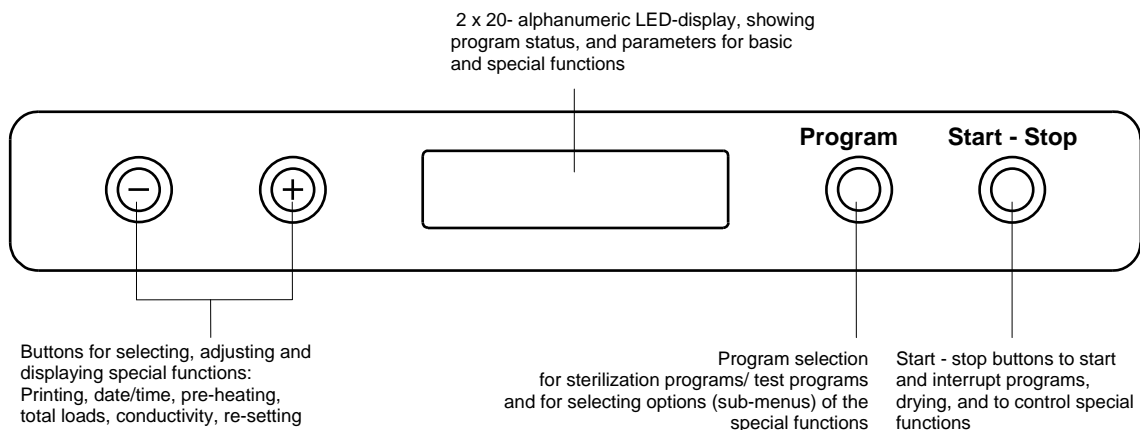 2 x 20- alphanumeric LED-display, showing
program status, and parameters for basic
and special functions
Program
Start - Stop
−
+
Buttons for selecting, adjusting and
displaying special functions:
Printing, date/time, pre-heating,
total loads, conductivity, re-setting
Program selection
for sterilization programs/ test programs
and for selecting options (sub-menus) of the
special functions
Start - stop buttons to start
and interrupt programs,
drying, and to control special
functions